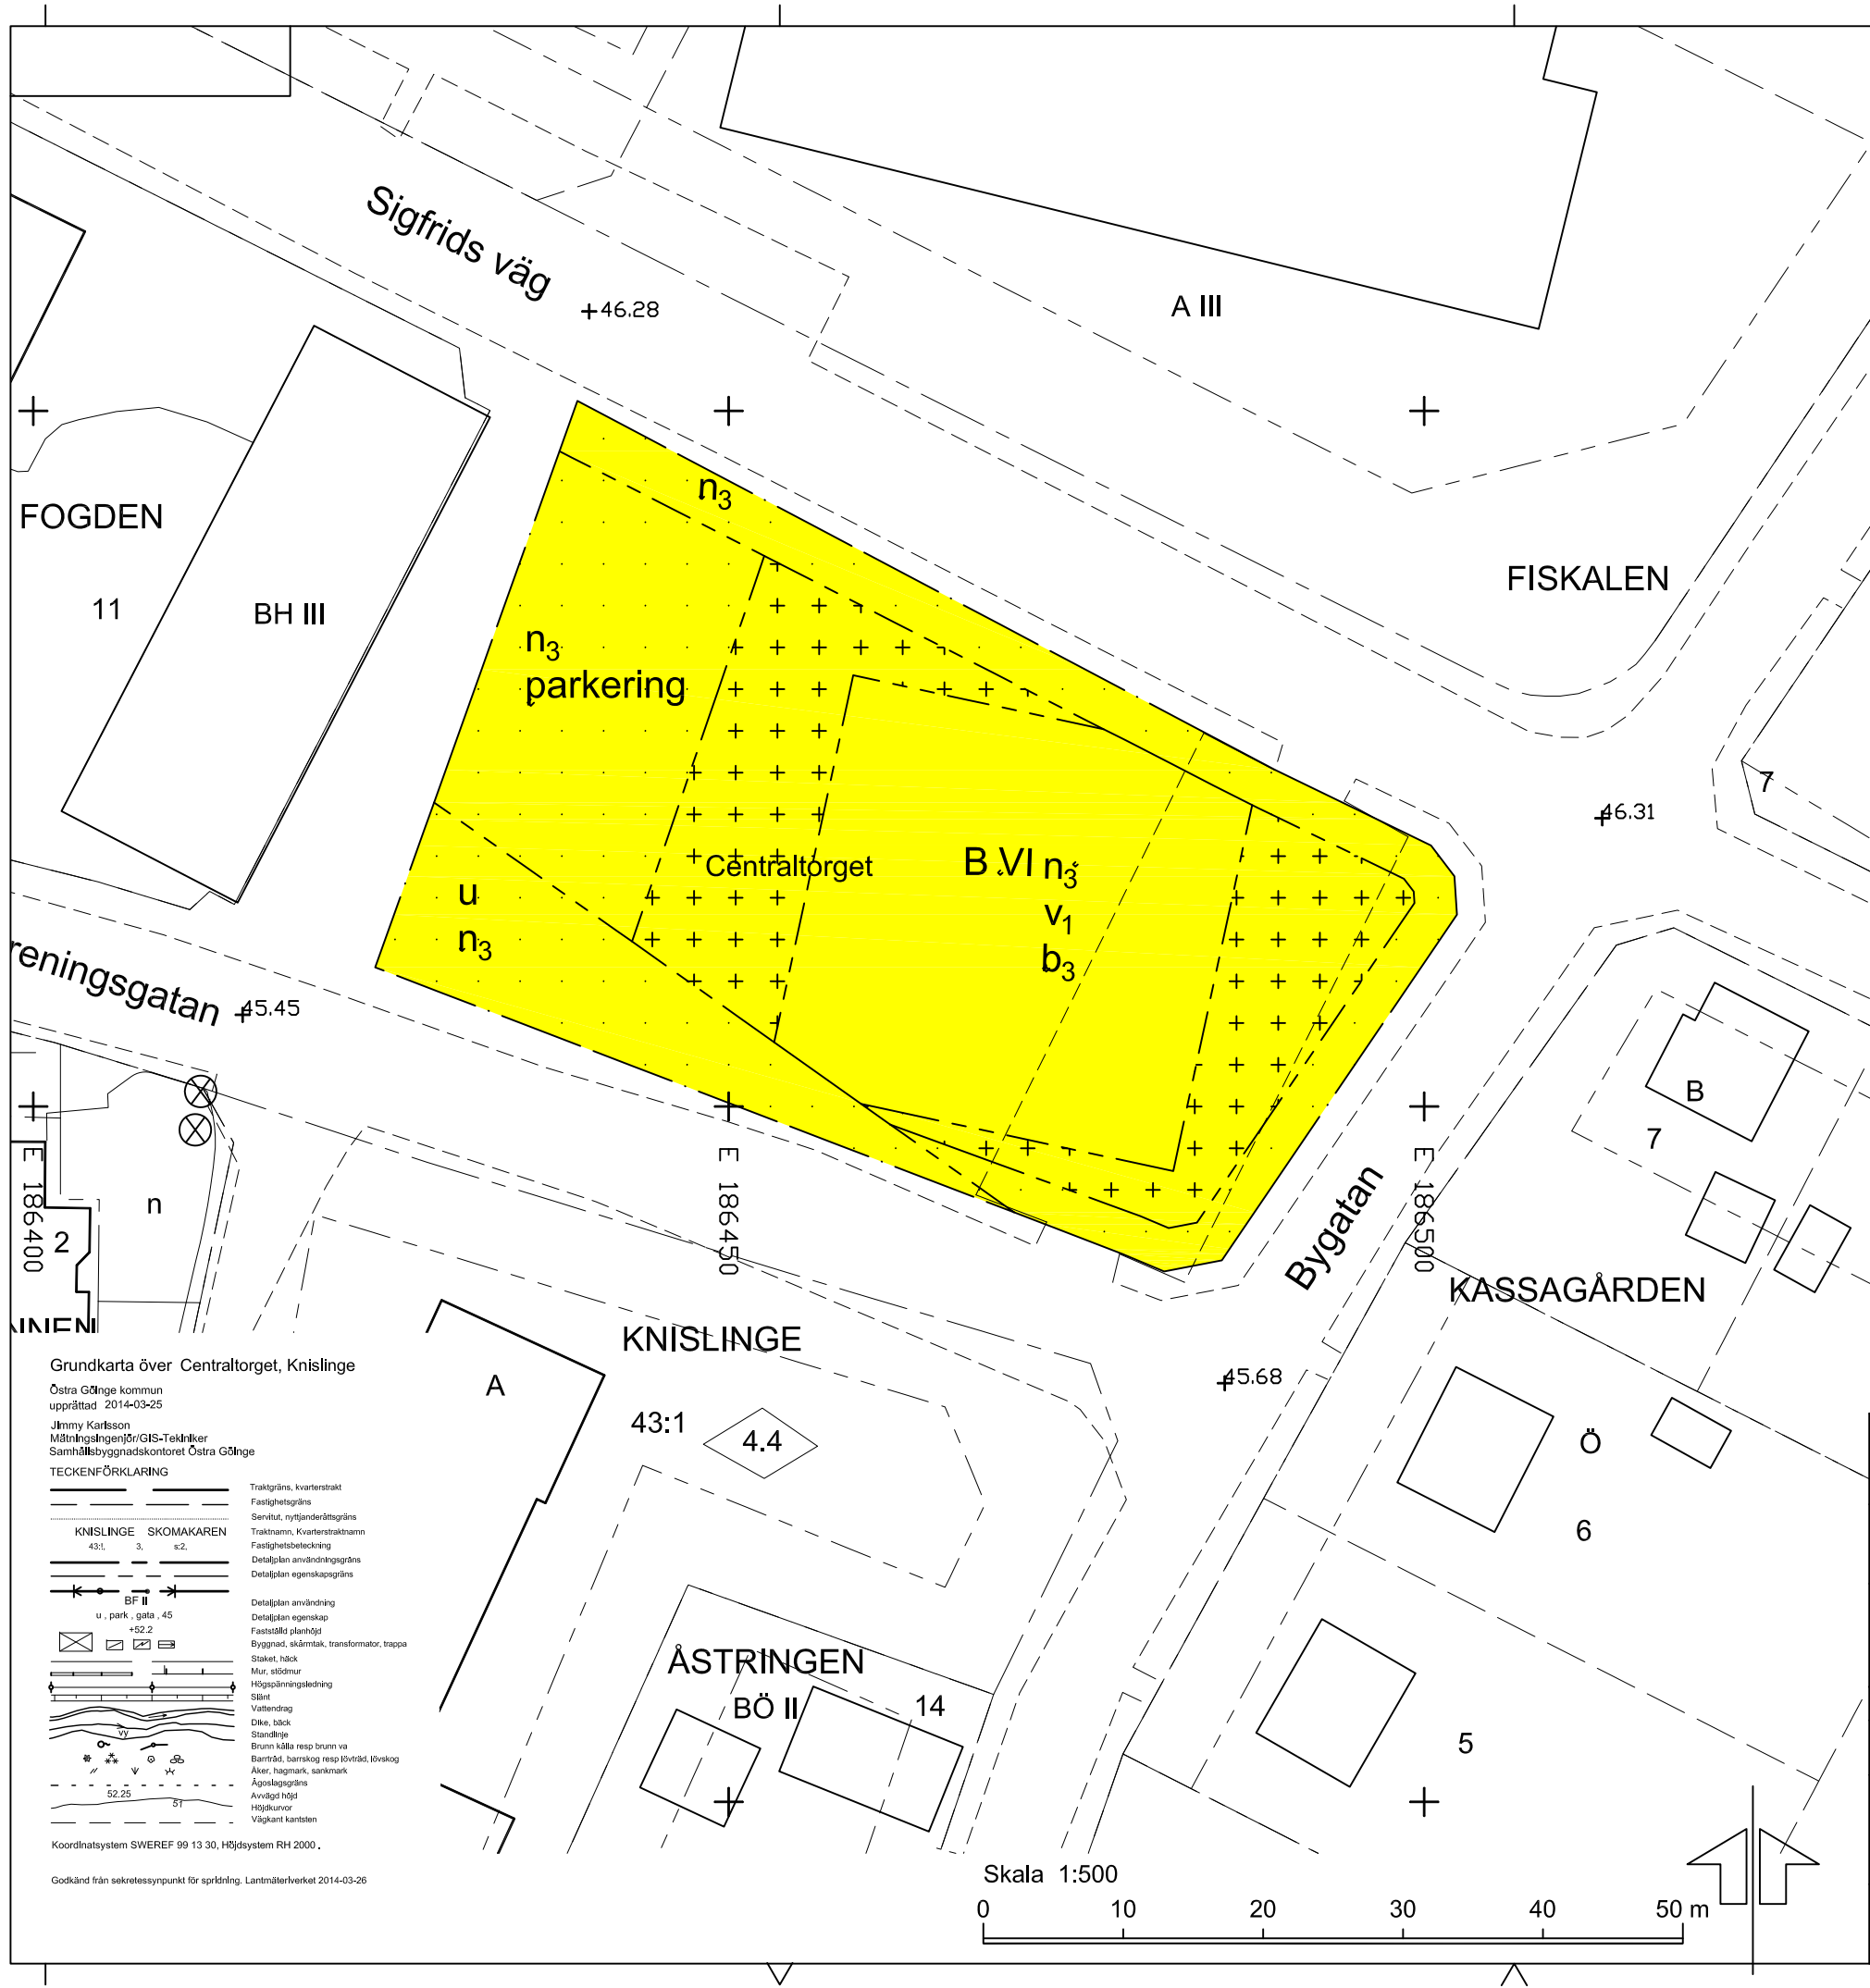 Sigfrids väg
+46.28
A III
FOGDEN
11
BH III
n3
FISKALEN
n3
parkering
7
46.31
Centraltorget
B VI n3
v1
b3
u
n3
reningsgatan
45.45
B
7
E 186400
E 186450
E 186500
n
2
Bygatan
KASSAGÅRDEN
KNISLINGE
45.68
A
43:1
4.4
Ö
6
ÅSTRINGEN
BÖ II
14
5
Grundkarta över Centraltorget, Knislinge
Östra Göinge kommun
upprättad 2014-03-25
Jimmy Karlsson
Mätningsingenjör/GIS-Tekiniker
Samhällsbyggnadskontoret Östra Göinge
TECKENFÖRKLARING
Traktgräns, kvarterstrakt
Fastighetsgräns
Servitut, nyttjanderättsgräns
KNISLINGE SKOMAKAREN Traktnamn, Kvarterstraktnamn
43:1, 3, s:2, Fastighetsbeteckning
Detaljplan användningsgräns
Detaljplan egenskapsgräns
BF II Detaljplan användning
u , park , gata , 45 Detaljplan egenskap
+52.2 Fastställd planhöjd
Byggnad, skärmtak, transformator, trappa
Staket, häck
Mur, stödmur
Högspänningsledning
Slänt
Vattendrag
Dike, bäck
vy Standlinje
Brunn källa resp brunn va
Barrträd, barrskog resp lövträd, lövskog
Åker, hagmark, sankmark
Ägoslagsgräns
52.25 Avvägd höjd
51 Höjdkurvor
Vägkant kantsten
Koordinatsystem SWEREF 99 13 30, Höjdsystem RH 2000 .
Godkänd från sekretessynpunkt för spridning. Lantmäteriverket 2014-03-26
Skala 1:500
0 10 20 30 40 50 m